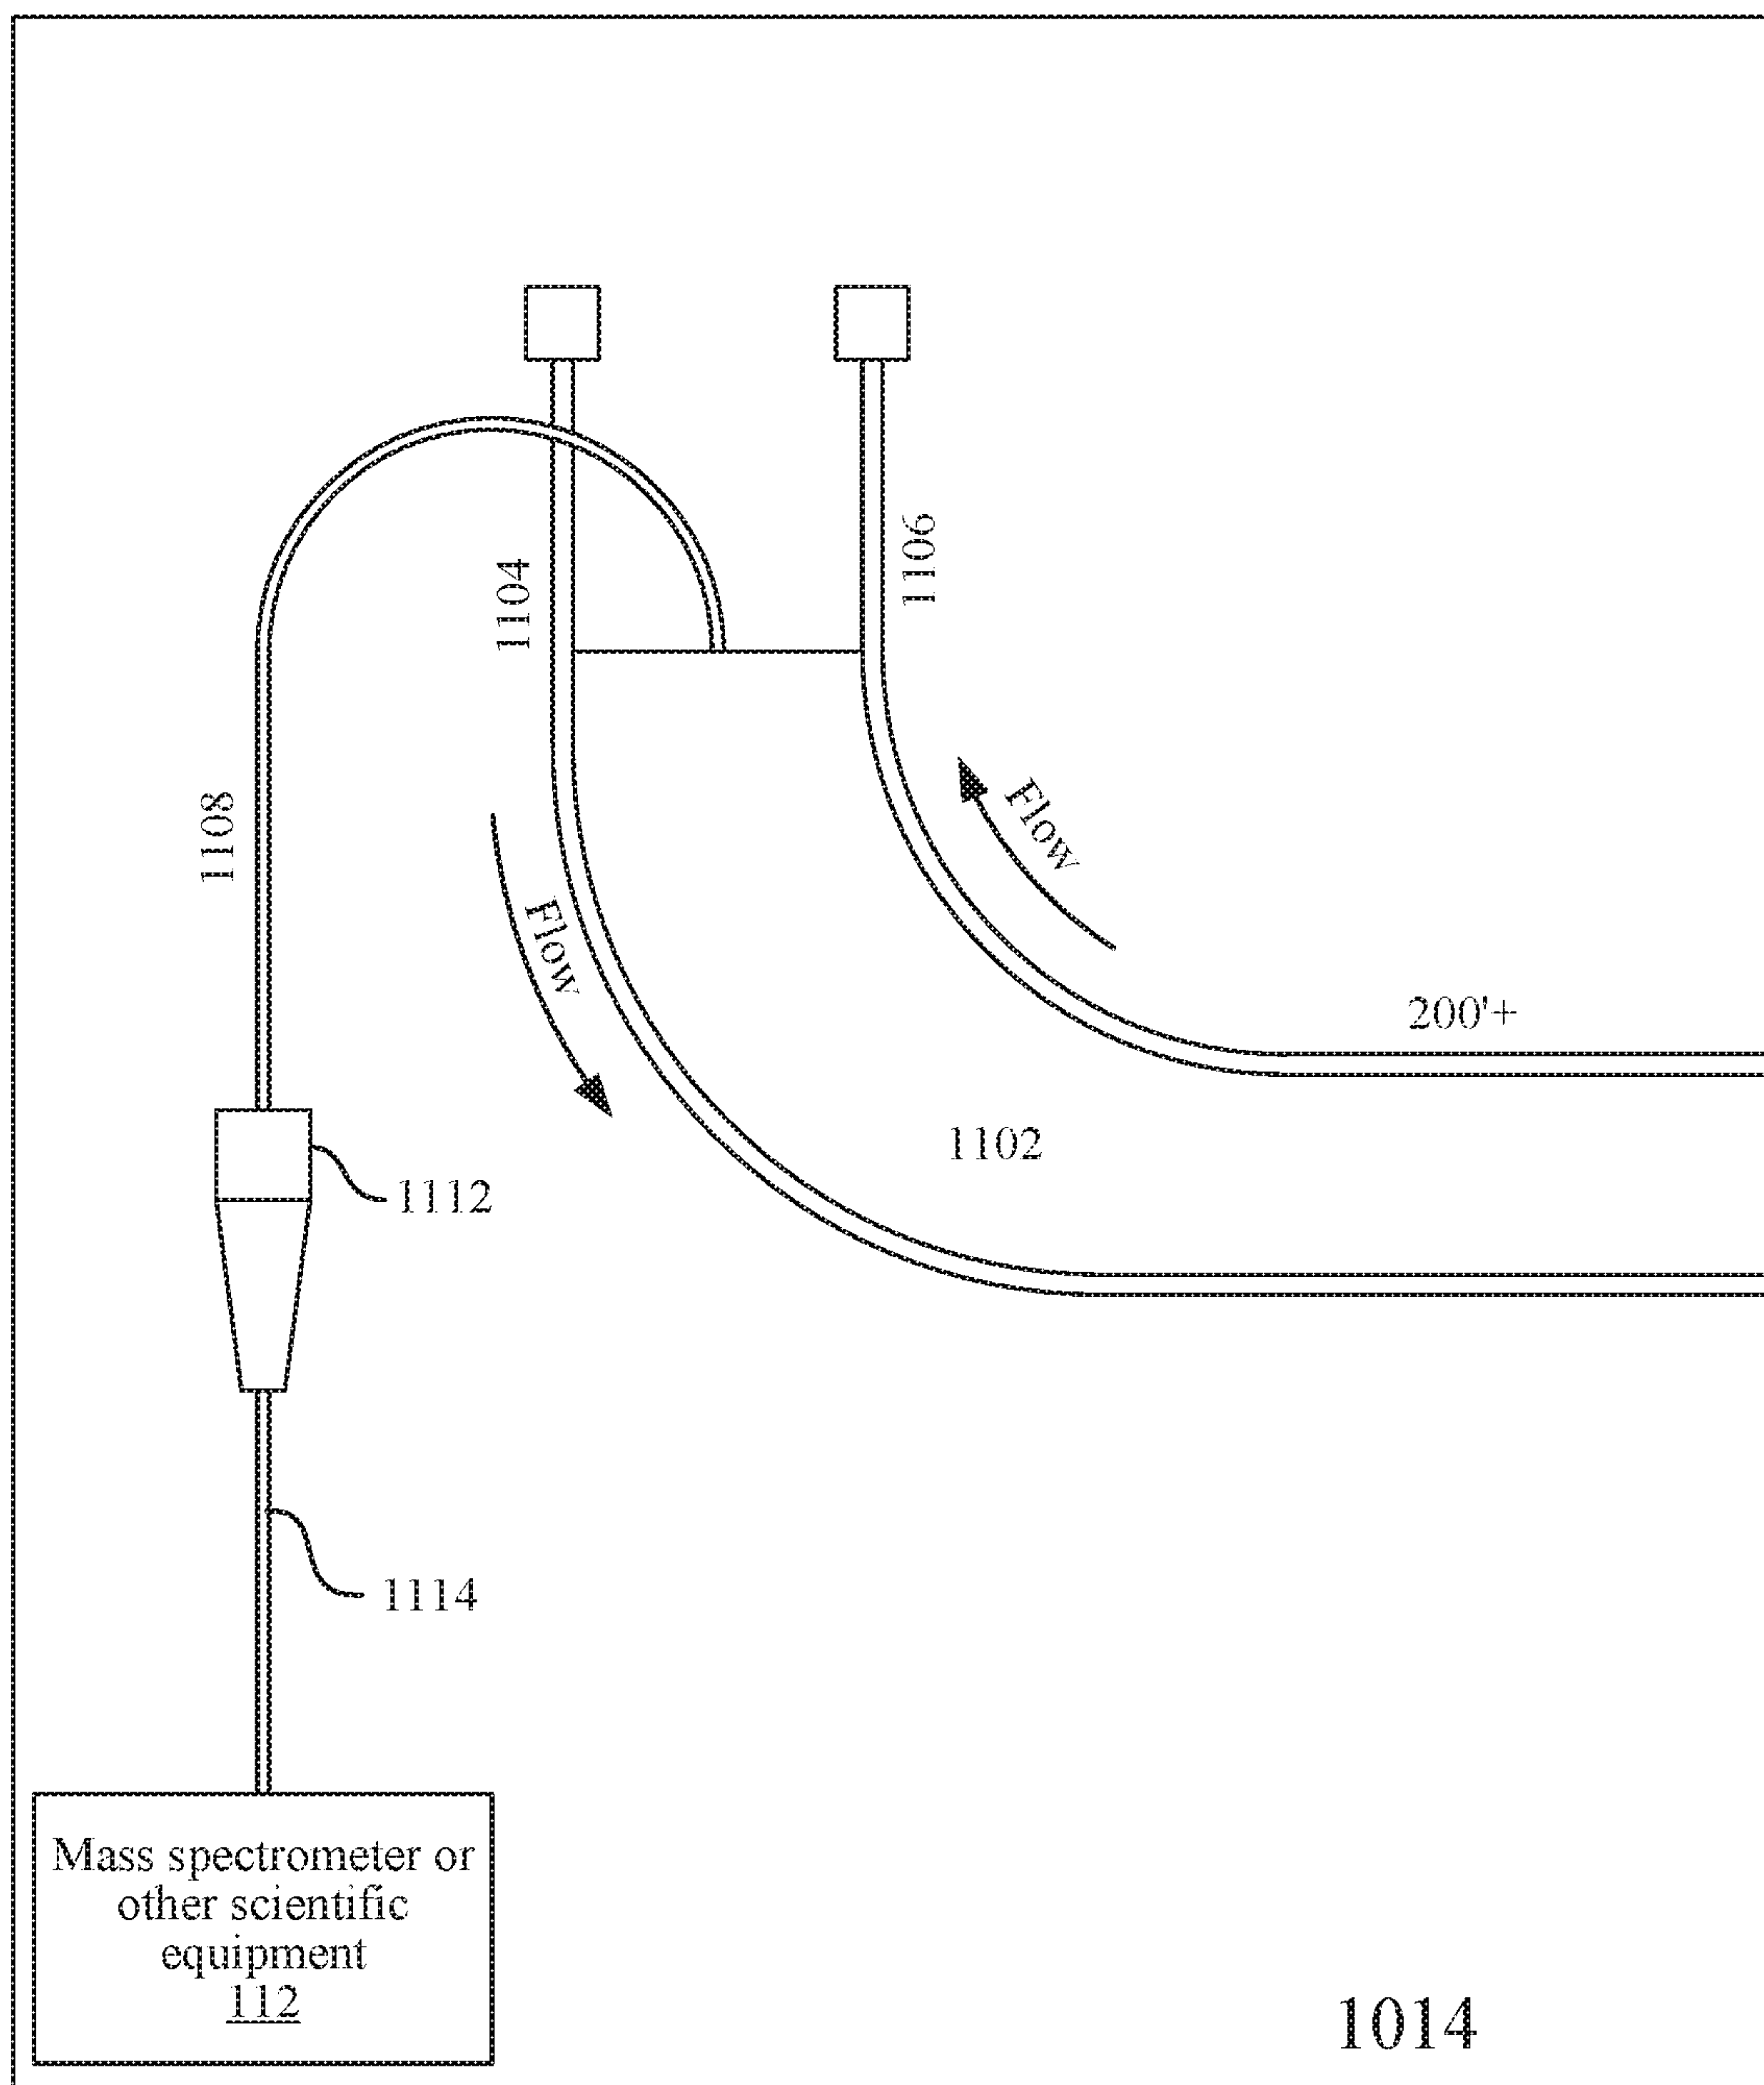 1104
1106
1108
Flow
Flow
200'+
1102
1112
1114
Mass spectrometer or
other scientific
equipment
112
1014